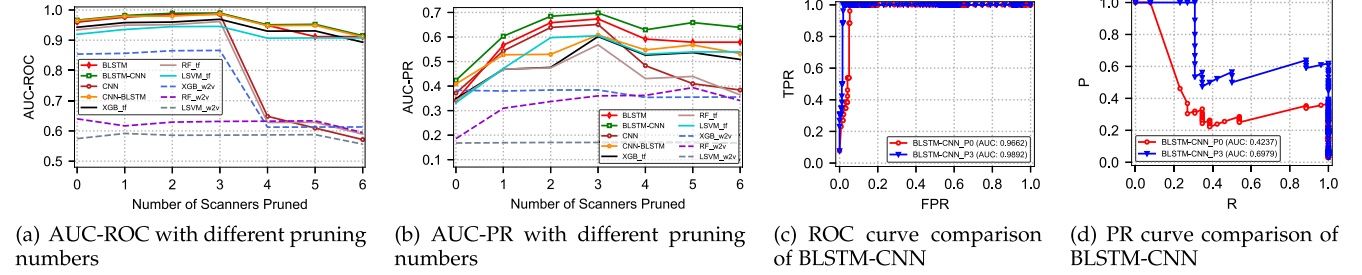 1.0
0.9
0.8
0.7
0.6
0.5
AUC-ROC
BLSTM
BLSTM-CNN
CNN
CNN-BLSTM
XGB_tf
RF_tf
LSVM_tf
XGB_w2v
RF_w2v
LSVM_w2v
0 1 2 3 4 5 6
Number of Scanners Pruned
(a) AUC-ROC with different pruning
numbers
0.7
0.6
0.5
0.4
0.3
0.2
0.1
AUC-PR
BLSTM
BLSTM-CNN
CNN
CNN-BLSTM
XGB_tf
RF_tf
LSVM_tf
XGB_w2v
RF_w2v
LSVM_w2v
0 1 2 3 4 5 6
Number of Scanners Pruned
(b) AUC-PR with different pruning
numbers
1.0
0.8
0.6
0.4
0.2
0.0
TPR
BLSTM-CNN_P0 (AUC: 0.9662)
BLSTM-CNN_P3 (AUC: 0.9892)
0.0 0.2 0.4 0.6 0.8 1.0
FPR
(c) ROC curve comparison
of BLSTM-CNN
1.0
0.8
0.6
0.4
0.2
0.0
P
BLSTM-CNN_P0 (AUC: 0.4237)
BLSTM-CNN_P3 (AUC: 0.6979)
0.0 0.2 0.4 0.6 0.8 1.0
R
(d) PR curve comparison of
BLSTM-CNN